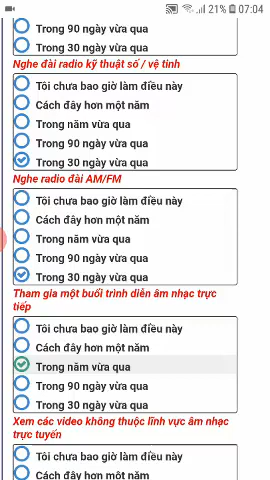 21% 07:04
Trong 90 ngày vừa qua
Trong 30 ngày vừa qua
Nghe đài radio kỹ thuật số / vệ tinh
Tôi chưa bao giờ làm điều này
Cách đây hơn một năm
Trong năm vừa qua
Trong 90 ngày vừa qua
Trong 30 ngày vừa qua
Nghe radio đài AM/FM
Tôi chưa bao giờ làm điều này
Cách đây hơn một năm
Trong năm vừa qua
Trong 90 ngày vừa qua
Trong 30 ngày vừa qua
Tham gia một buổi trình diễn âm nhạc trực
tiếp
Tôi chưa bao giờ làm điều này
Cách đây hơn một năm
Trong năm vừa qua
Trong 90 ngày vừa qua
Trong 30 ngày vừa qua
Xem các video không thuộc lĩnh vực âm nhạc
trực tuyến
Tôi chưa bao giờ làm điều này
Cách đây hơn một năm